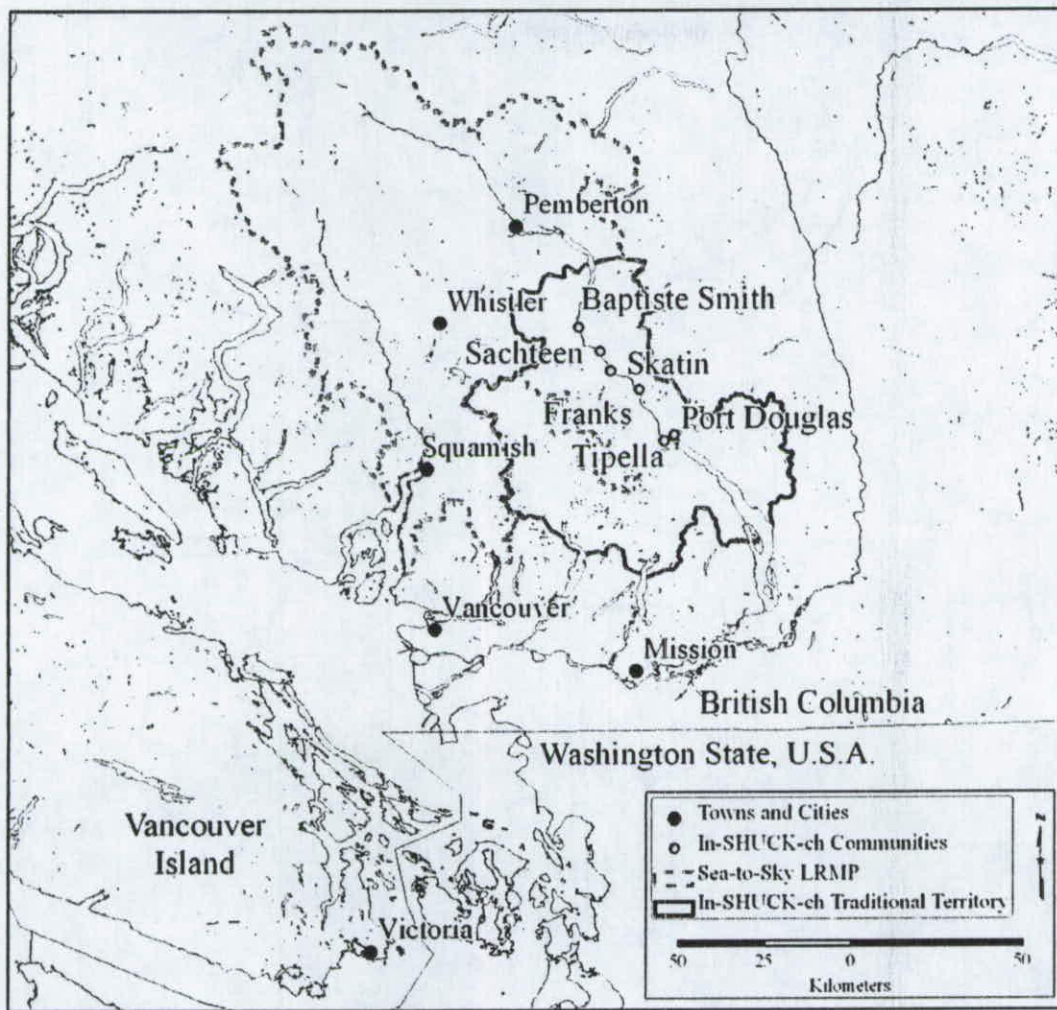 Pemberton
Whistler
Baptiste Smith
Sachteen
Skatin
Franks
Port Douglas
Tipella
Squamish
Vancouver
Mission
British Columbia
Washington State, U.S.A.
Vancouver
Island
Victoria
Towns and Cities
In-SHUCK-ch Communities
Sea-to-Sky LRMP
In-SHUCK-ch Traditional Territory
N
50 25 0 50
Kilometers